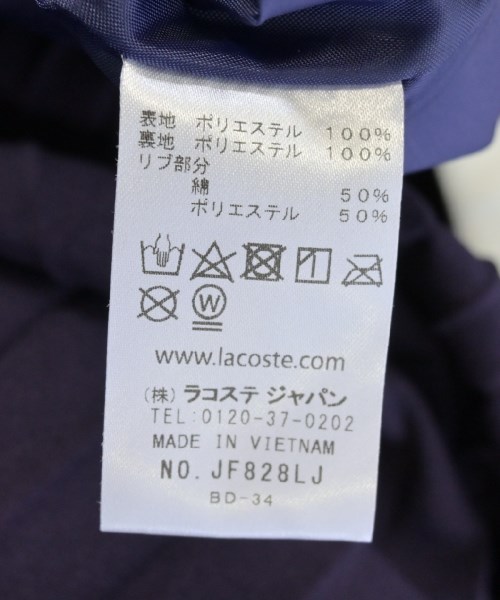 表地 ポリエステル 100%
裏地 ポリエステル 100%
リブ部分
綿 50%
ポリエステル 50%
W
www.lacoste.com
(株) ラコステ ジャパン
TEL:0120-37-0202
MADE IN VIETNAM
NO. JF828LJ
BD-34